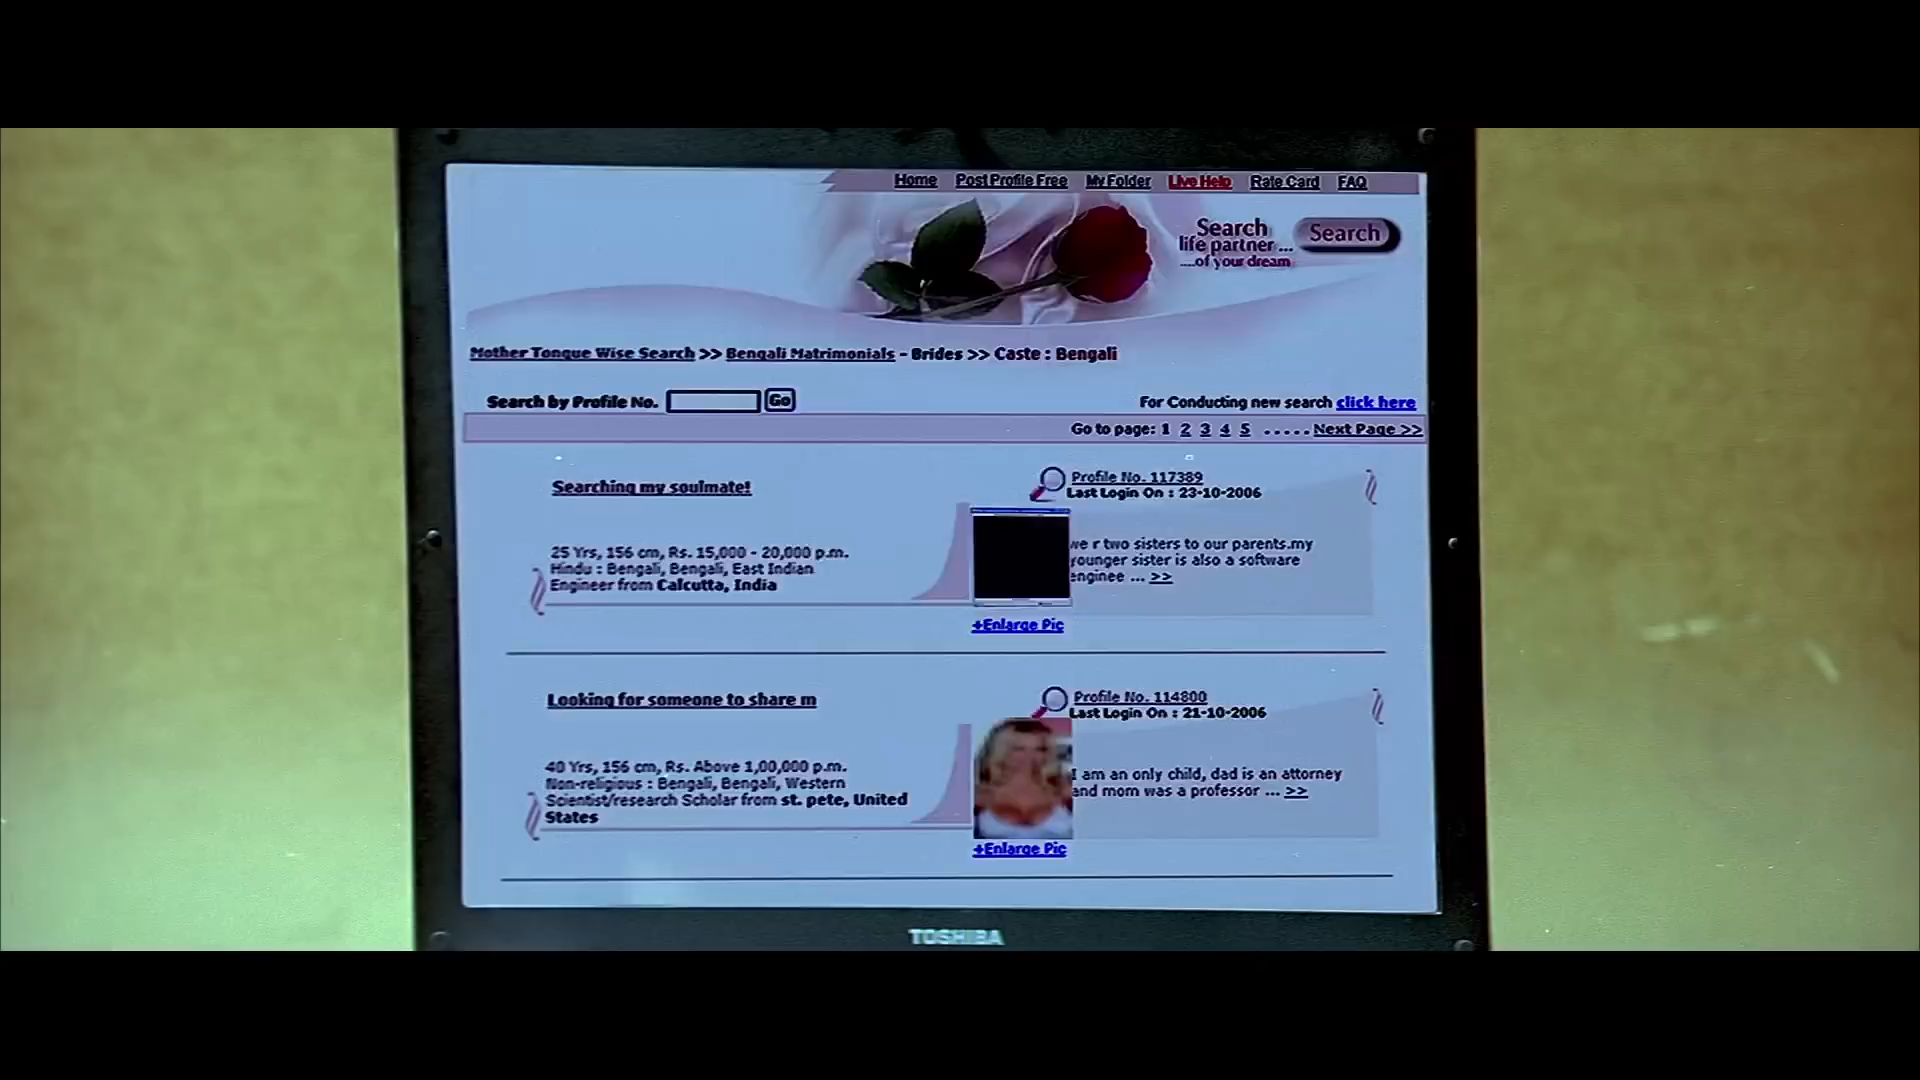 Home Post Profile Free My Folder Live Help Rate Card FAQ
Search
life partner ...
....of your dream
Search
Mother Tongue Wise Search >> Bengali Matrimonials - Brides >> Caste : Bengali
Search by Profile No. Go
For Conducting new search click here
Go to page: 1 2 3 4 5 ..... Next Page >>
Searching my soulmate!
Profile No. 117389
Last Login On : 23-10-2006
25 Yrs, 156 cm, Rs. 15,000 - 20,000 p.m.
Hindu : Bengali, Bengali, East Indian
Engineer from Calcutta, India
we r two sisters to our parents.my
younger sister is also a software
enginee ... >>
+Enlarge Pic
Looking for someone to share m
Profile No. 114800
Last Login On : 21-10-2006
40 Yrs, 156 cm, Rs. Above 1,00,000 p.m.
Non-religious : Bengali, Bengali, Western
Scientist/research Scholar from st. pete, United
States
I am an only child, dad is an attorney
and mom was a professor ... >>
+Enlarge Pic
TOSHIBA